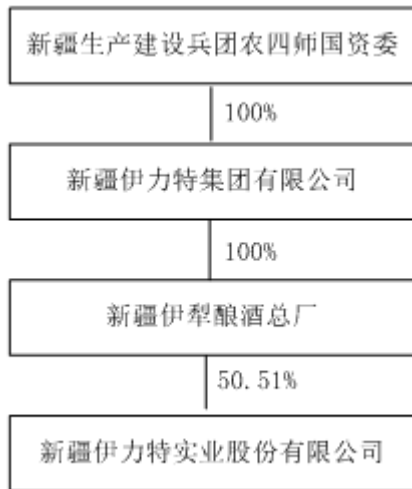 新疆生产建设兵团农四师国资委
100%
新疆伊力特集团有限公司
100%
新疆伊犁酿酒总厂
50.51%
新疆伊力特实业股份有限公司